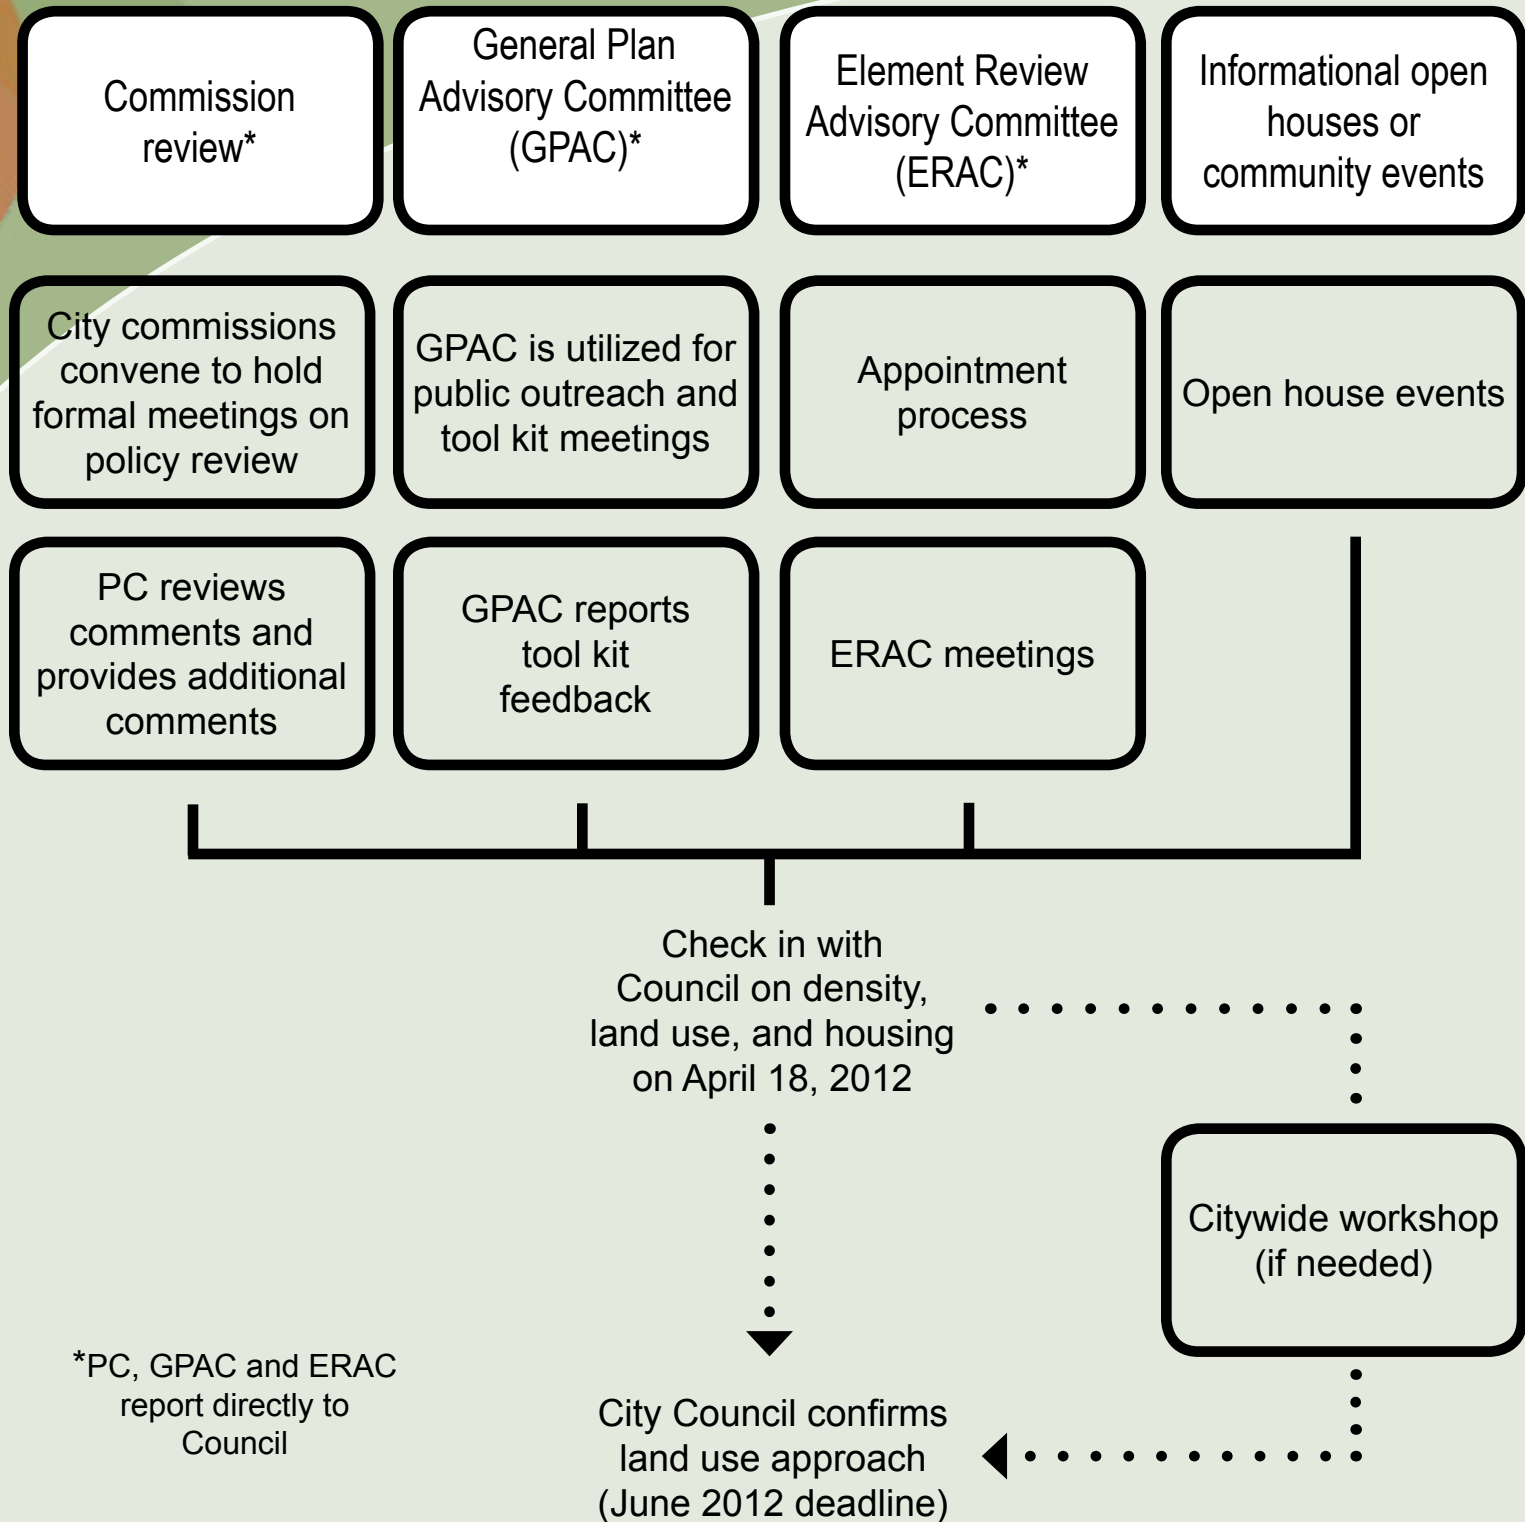 Commission
review*
General Plan
Advisory Committee
(GPAC)*
Element Review
Advisory Committee
(ERAC)*
Informational open
houses or
community events
City commissions
convene to hold
formal meetings on
policy review
GPAC is utilized for
public outreach and
tool kit meetings
Appointment
process
Open house events
PC reviews
comments and
provides additional
comments
GPAC reports
tool kit
feedback
ERAC meetings
Check in with
Council on density,
land use, and housing
on April 18, 2012
Citywide workshop
(if needed)
*PC, GPAC and ERAC
report directly to
Council
City Council confirms
land use approach
(June 2012 deadline)